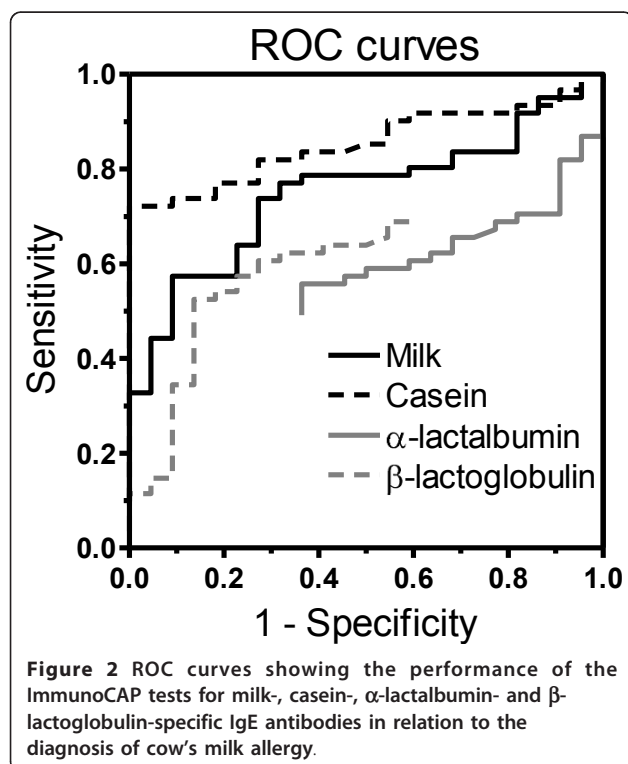 ROC curves
1.0
0.8
0.6
0.4
0.2
0.0
Sensitivity
Milk
Casein
α-lactalbumin
β-lactoglobulin
0.0 0.2 0.4 0.6 0.8 1.0
1 - Specificity
Figure 2 ROC curves showing the performance of the
ImmunoCAP tests for milk-, casein-, α-lactalbumin- and β-
lactoglobulin-specific IgE antibodies in relation to the
diagnosis of cow's milk allergy.